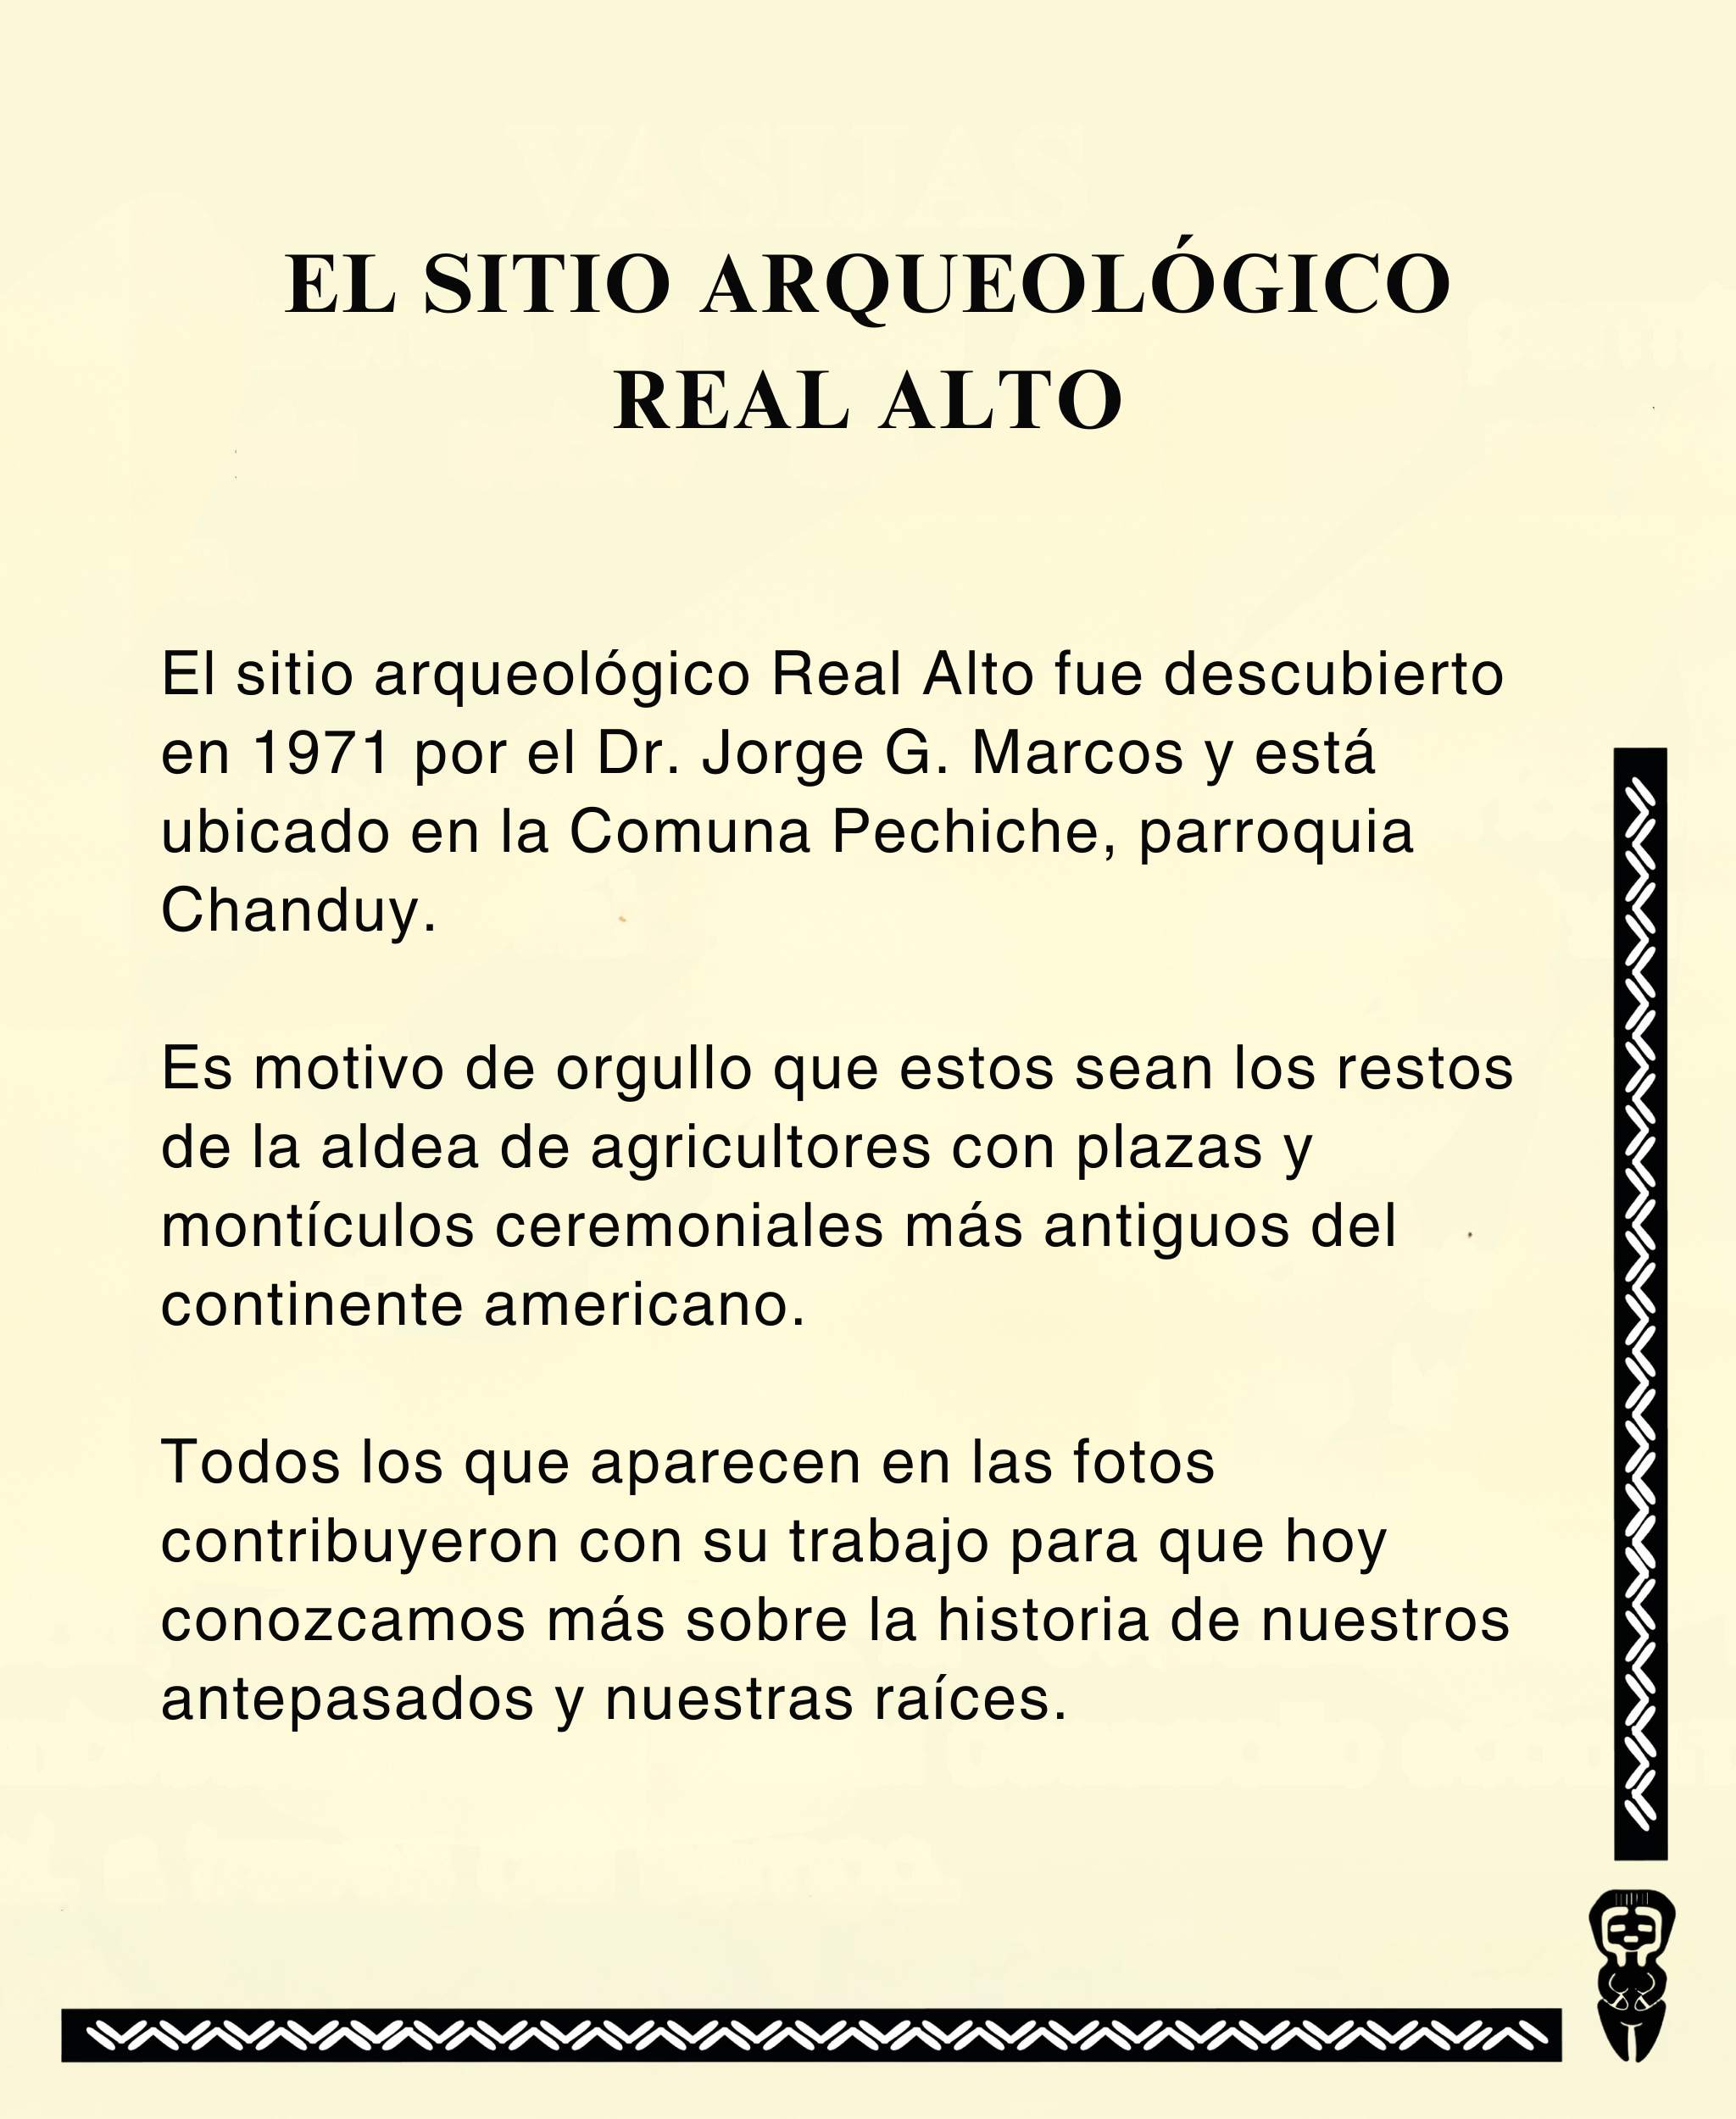 VASIJAS
EL SITIO ARQUEOLÓGICO
REAL ALTO
El sitio arqueológico Real Alto fue descubierto
en 1971 por el Dr. Jorge G. Marcos y está
ubicado en la Comuna Pechiche, parroquia
Chanduy.
Es motivo de orgullo que estos sean los restos
de la aldea de agricultores con plazas y
montículos ceremoniales más antiguos del
continente americano.
Todos los que aparecen en las fotos
contribuyeron con su trabajo para que hoy
conozcamos más sobre la historia de nuestros
antepasados y nuestras raíces.